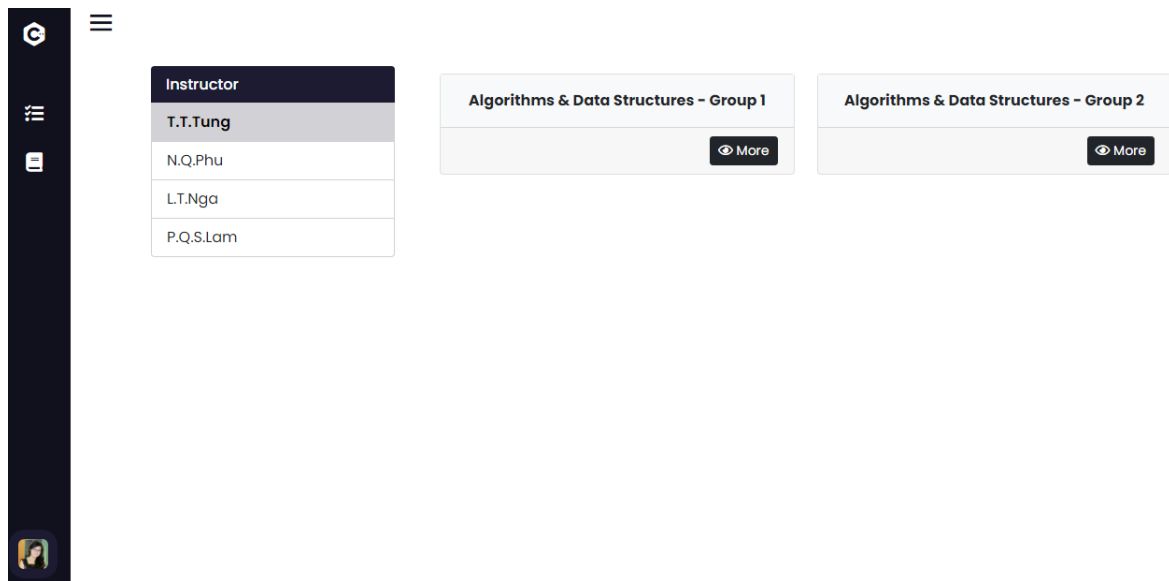 Instructor
T.T.Tung
N.Q.Phu
L.T.Nga
P.Q.S.Lam
Algorithms & Data Structures - Group 1
More
Algorithms & Data Structures - Group 2
More